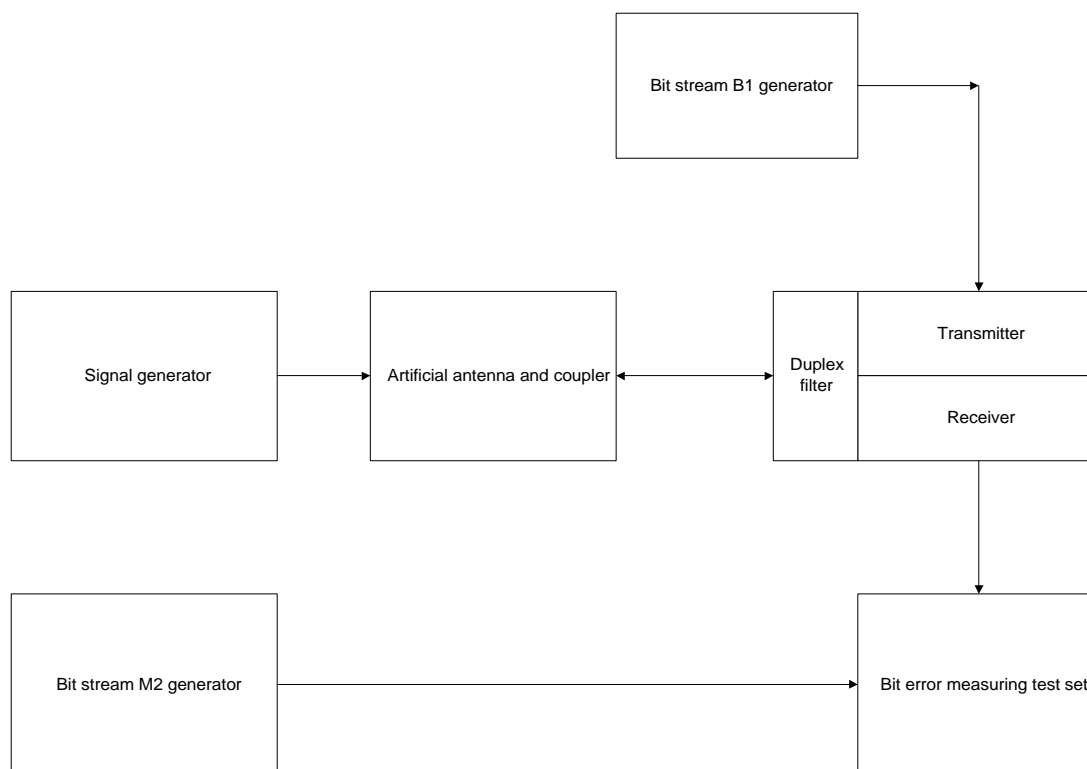 Bit stream B1 generator
Transmitter
Signal generator
Artificial antenna and coupler
Duplex
filter
Receiver
Bit stream M2 generator
Bit error measuring test set